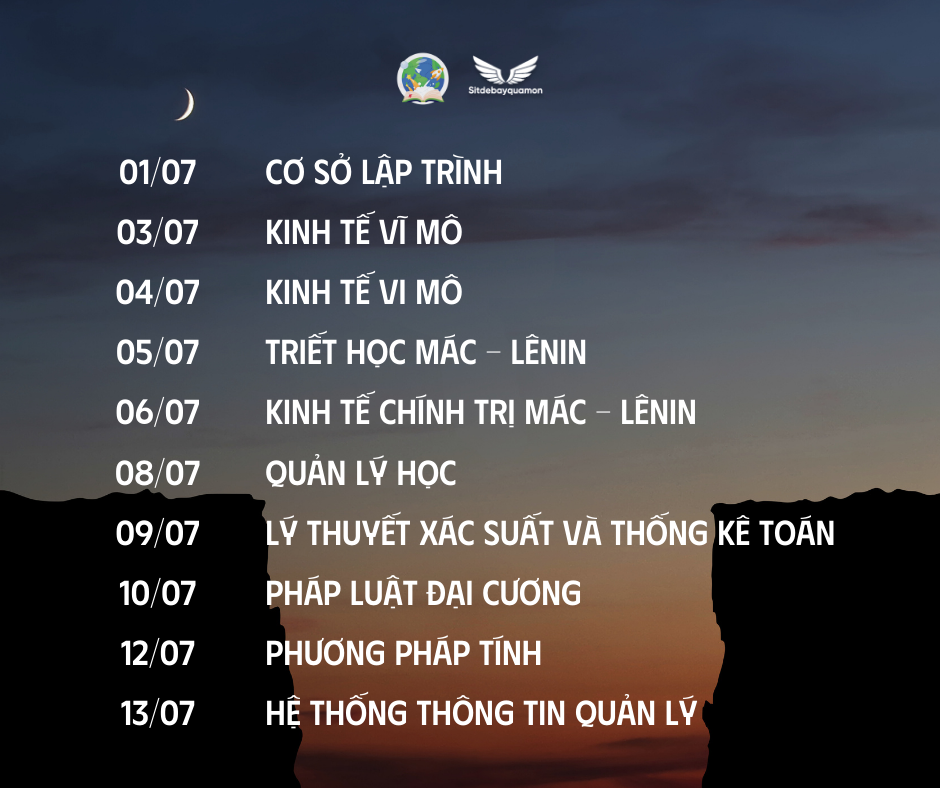 Sitdebayquamon
01/07 CƠ SỞ LẬP TRÌNH
03/07 KINH TẾ VĨ MÔ
04/07 KINH TẾ VI MÔ
05/07 TRIẾT HỌC MÁC – LÊNIN
06/07 KINH TẾ CHÍNH TRỊ MÁC – LÊNIN
08/07 QUẢN LÝ HỌC
09/07 LÝ THUYẾT XÁC SUẤT VÀ THỐNG KÊ TOÁN
10/07 PHÁP LUẬT ĐẠI CƯƠNG
12/07 PHƯƠNG PHÁP TÍNH
13/07 HỆ THỐNG THÔNG TIN QUẢN LÝ